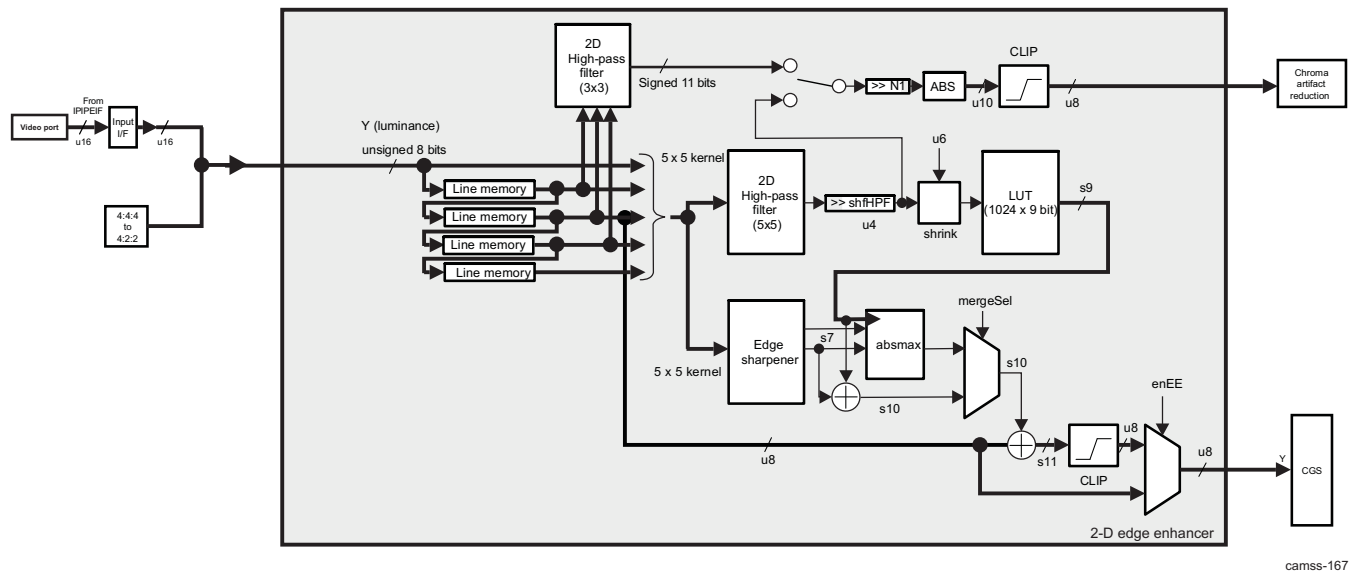 2D
High-pass
filter
(3x3)
Signed 11 bits
CLIP
>> N1
ABS
u10
u8
Chroma
artifact
reduction
From
IPIPEIF
Video port
u16
Input
I/F
u16
Y (luminance)
unsigned 8 bits
4:4:4
to
4:2:2
Line memory
Line memory
Line memory
Line memory
5 x 5 kernel
2D
High-pass
filter
(5x5)
>> shfHPF
u4
u6
shrink
LUT
(1024 x 9 bit)
s9
Edge
sharpener
5 x 5 kernel
s7
absmax
mergeSel
s10
s10
enEE
u8
s11
CLIP
u8
u8
Y
CGS
2-D edge enhancer
camss-167